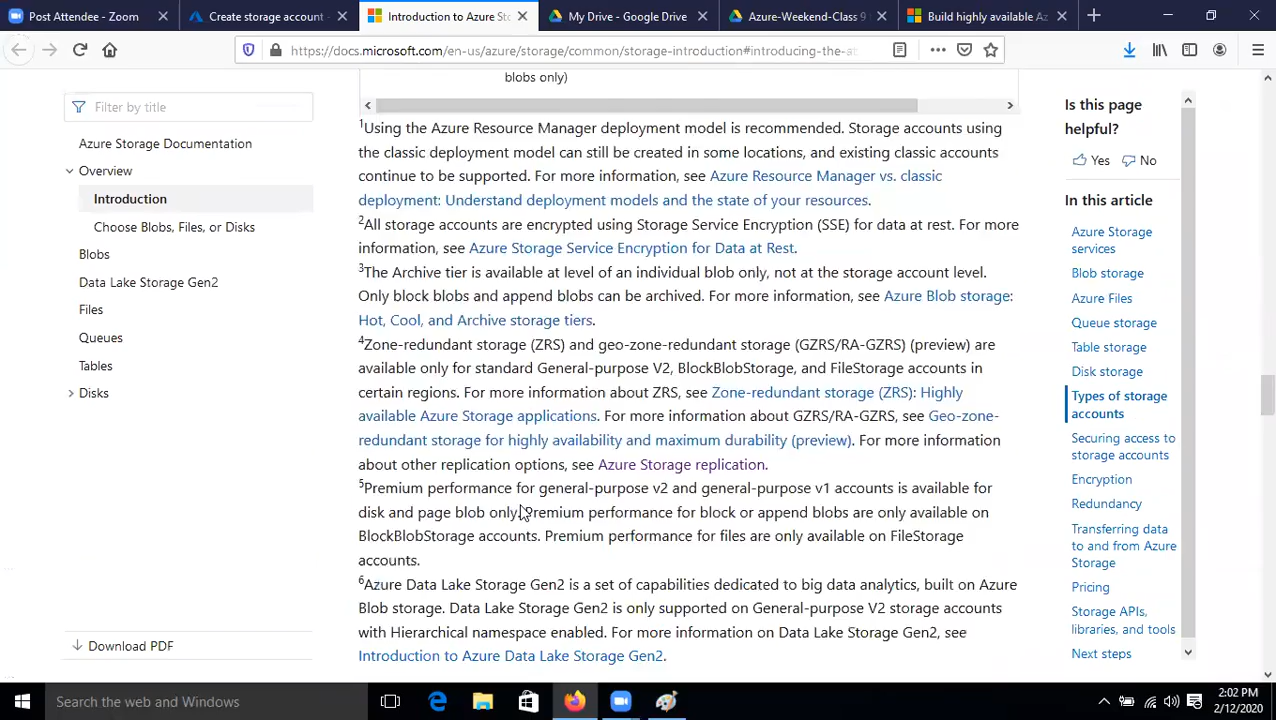 Post Attendee - Zoom
Create storage account -
Introduction to Azure Sto
My Drive - Google Drive
Azure-Weekend-Class 9
Build highly available Az
https://docs.microsoft.com/en-us/azure/storage/common/storage-introduction#introducing-the-a
blobs only)
Filter by title
Azure Storage Documentation
Overview
Introduction
Choose Blobs, Files, or Disks
Blobs
Data Lake Storage Gen2
Files
Queues
Tables
Disks
Download PDF
1Using the Azure Resource Manager deployment model is recommended. Storage accounts using
the classic deployment model can still be created in some locations, and existing classic accounts
continue to be supported. For more information, see Azure Resource Manager vs. classic
deployment: Understand deployment models and the state of your resources.
2All storage accounts are encrypted using Storage Service Encryption (SSE) for data at rest. For more
information, see Azure Storage Service Encryption for Data at Rest.
3The Archive tier is available at level of an individual blob only, not at the storage account level.
Only block blobs and append blobs can be archived. For more information, see Azure Blob storage:
Hot, Cool, and Archive storage tiers.
4Zone-redundant storage (ZRS) and geo-zone-redundant storage (GZRS/RA-GZRS) (preview) are
available only for standard General-purpose V2, BlockBlobStorage, and FileStorage accounts in
certain regions. For more information about ZRS, see Zone-redundant storage (ZRS): Highly
available Azure Storage applications. For more information about GZRS/RA-GZRS, see Geo-zone-
redundant storage for highly availability and maximum durability (preview). For more information
about other replication options, see Azure Storage replication.
5Premium performance for general-purpose v2 and general-purpose v1 accounts is available for
disk and page blob only. Premium performance for block or append blobs are only available on
BlockBlobStorage accounts. Premium performance for files are only available on FileStorage
accounts.
6Azure Data Lake Storage Gen2 is a set of capabilities dedicated to big data analytics, built on Azure
Blob storage. Data Lake Storage Gen2 is only supported on General-purpose V2 storage accounts
with Hierarchical namespace enabled. For more information on Data Lake Storage Gen2, see
Introduction to Azure Data Lake Storage Gen2.
Is this page
helpful?
Yes No
In this article
Azure Storage
services
Blob storage
Azure Files
Queue storage
Table storage
Disk storage
Types of storage
accounts
Securing access to
storage accounts
Encryption
Redundancy
Transferring data
to and from Azure
Storage
Pricing
Storage APIs,
libraries, and tools
Next steps
Search the web and Windows
2:02 PM
2/12/2020